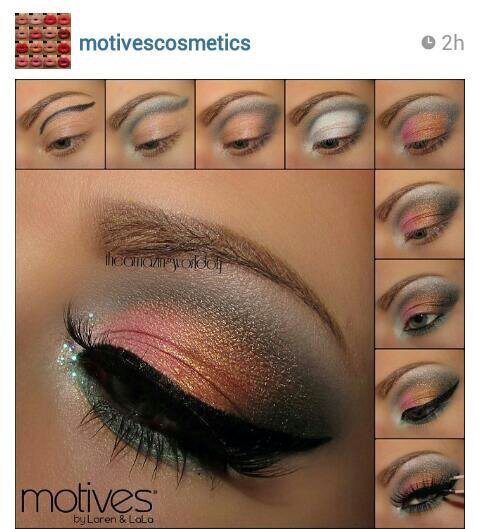 motivescosmetics
2h
theamazingworldofj
motives®
by Loren & LaLa